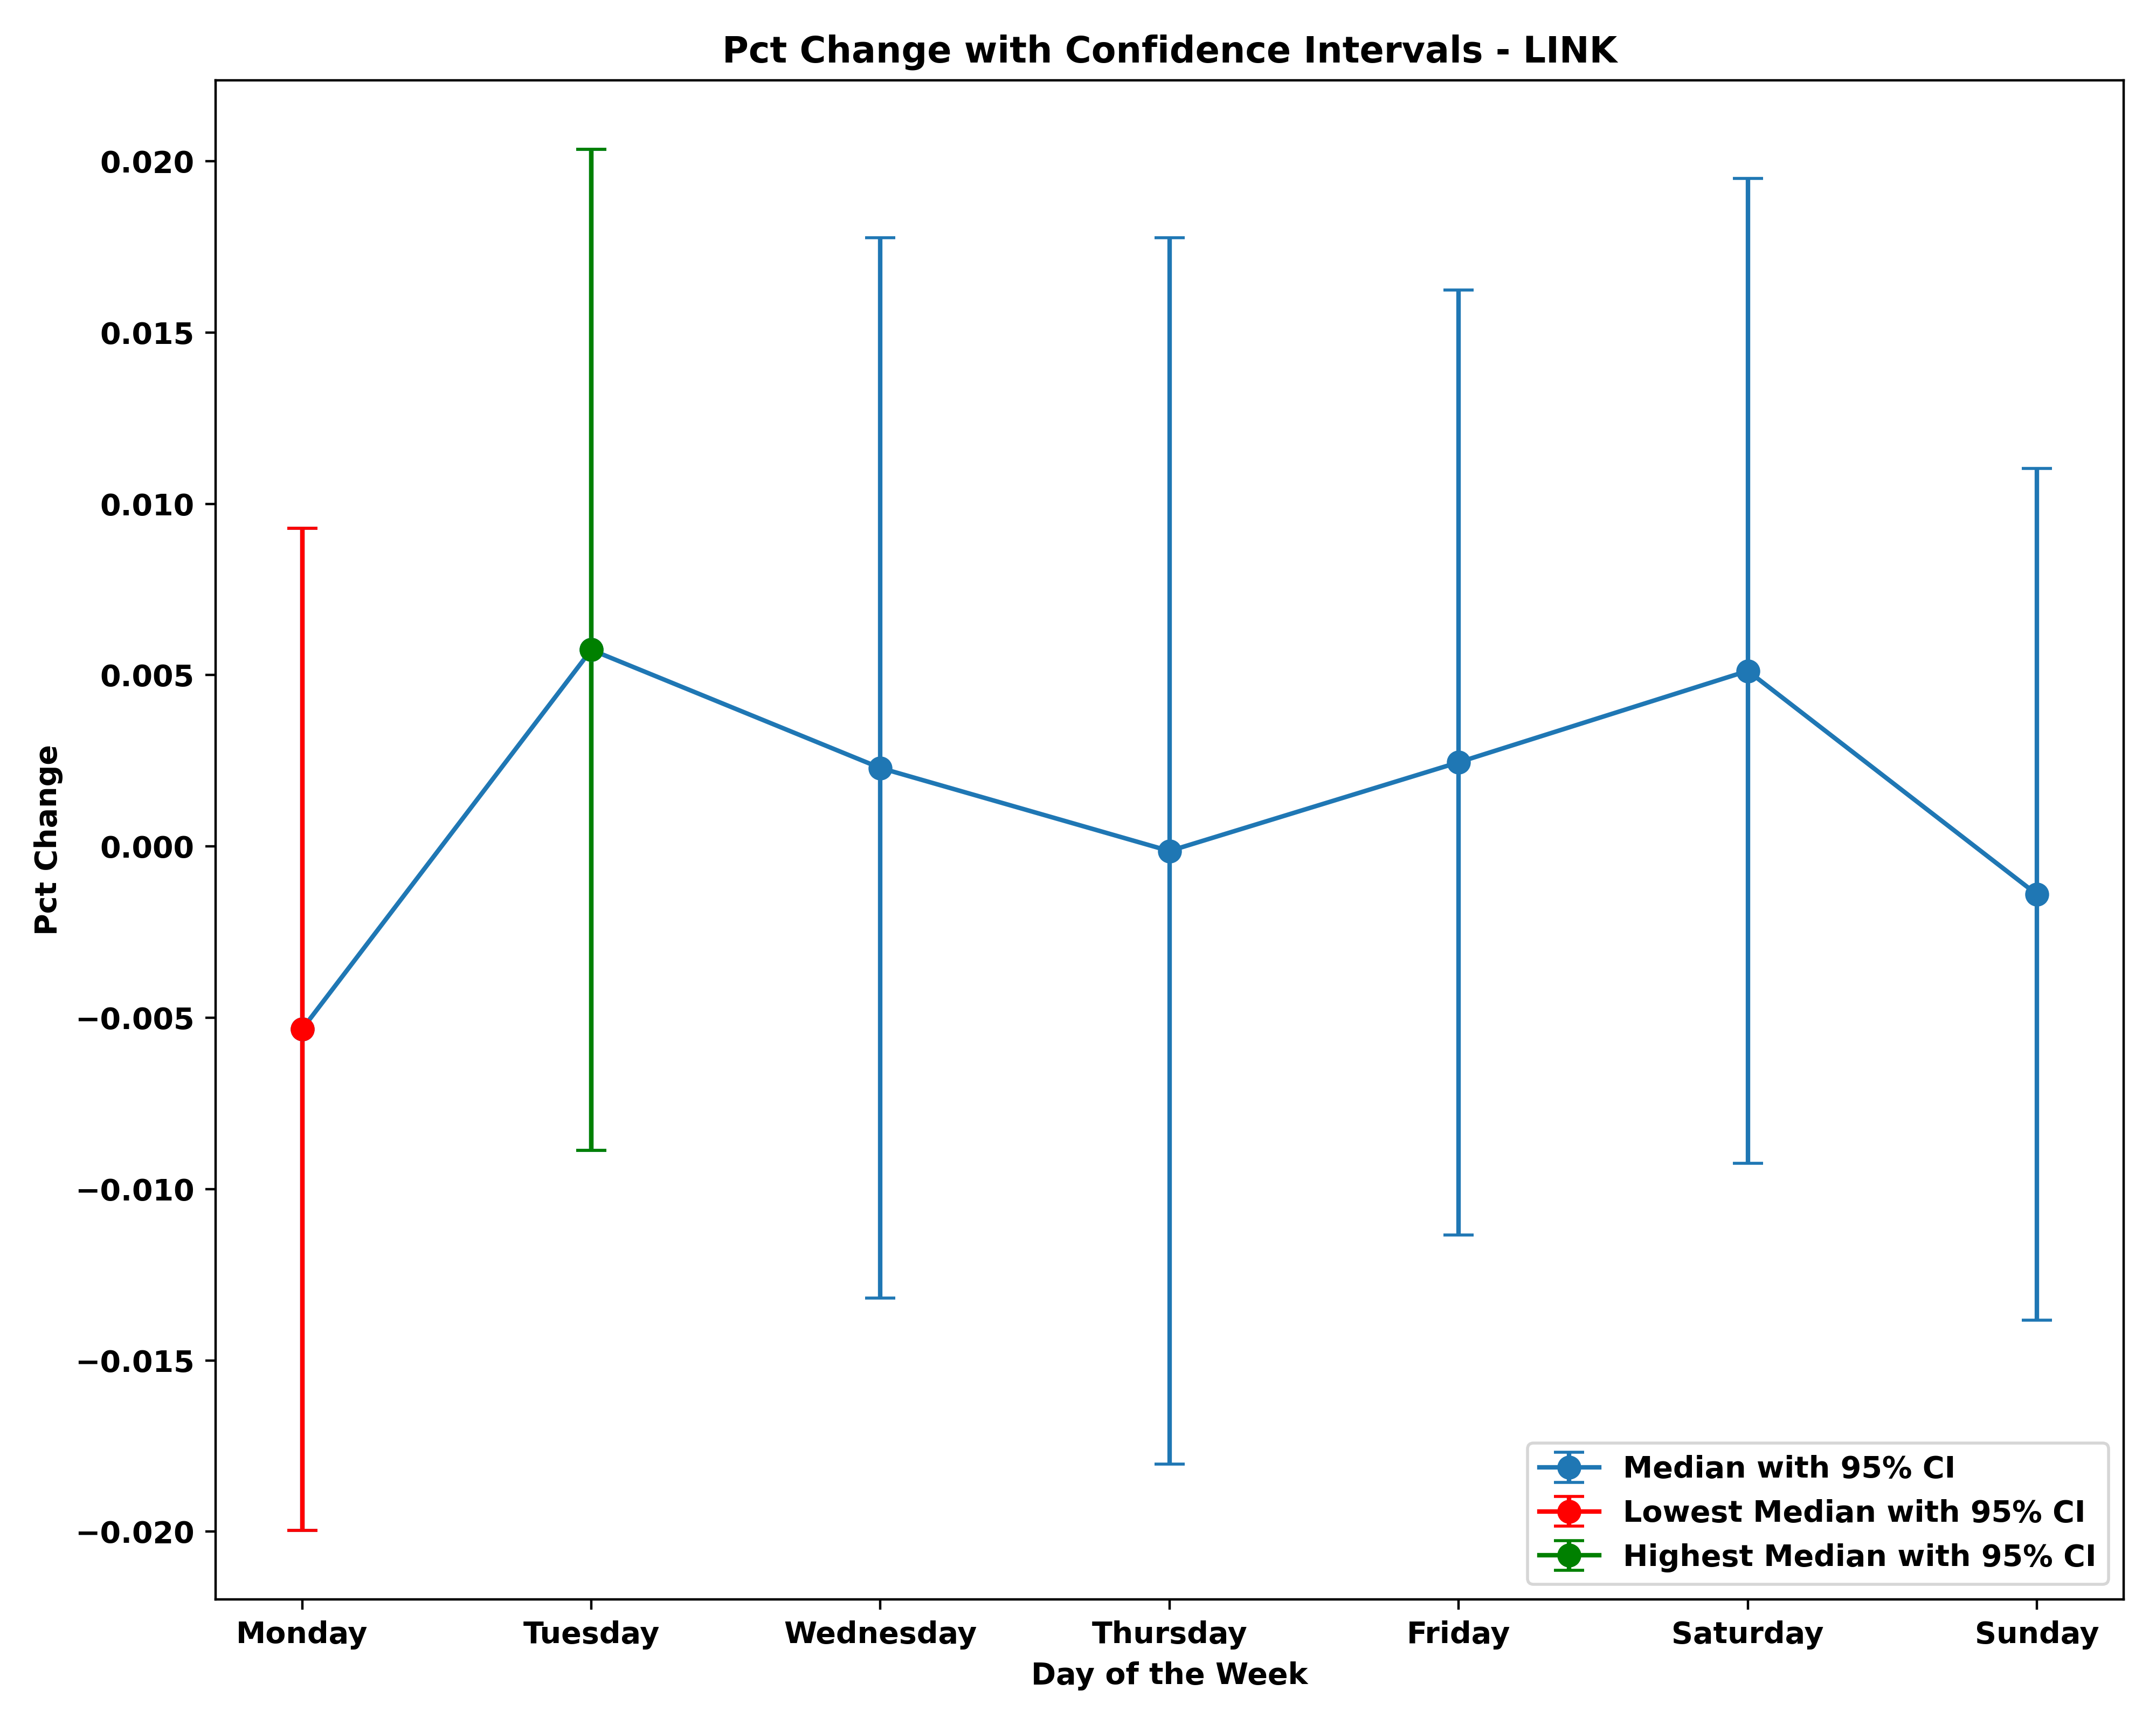 Pct Change with Confidence Intervals - LINK
Pct Change
0.020
0.015
0.010
0.005
0.000
−0.005
−0.010
−0.015
−0.020
Median with 95% CI
Lowest Median with 95% CI
Highest Median with 95% CI
Monday Tuesday Wednesday Thursday Friday Saturday Sunday
Day of the Week